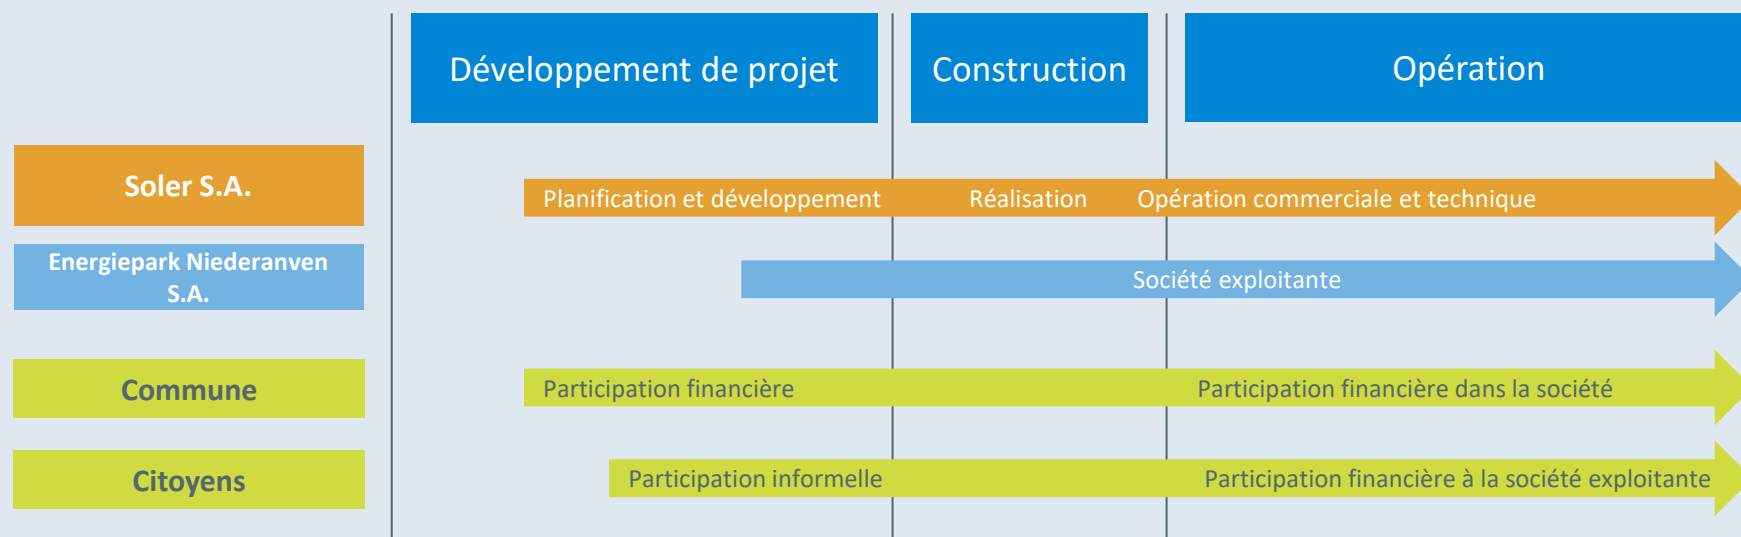 Développement de projet
Construction
Opération
Soler S.A.
Planification et développement
Réalisation
Opération commerciale et technique
Energiepark Niederanven
S.A.
Société exploitante
Commune
Participation financière
Participation financière dans la société
Citoyens
Participation informelle
Participation financière à la société exploitante